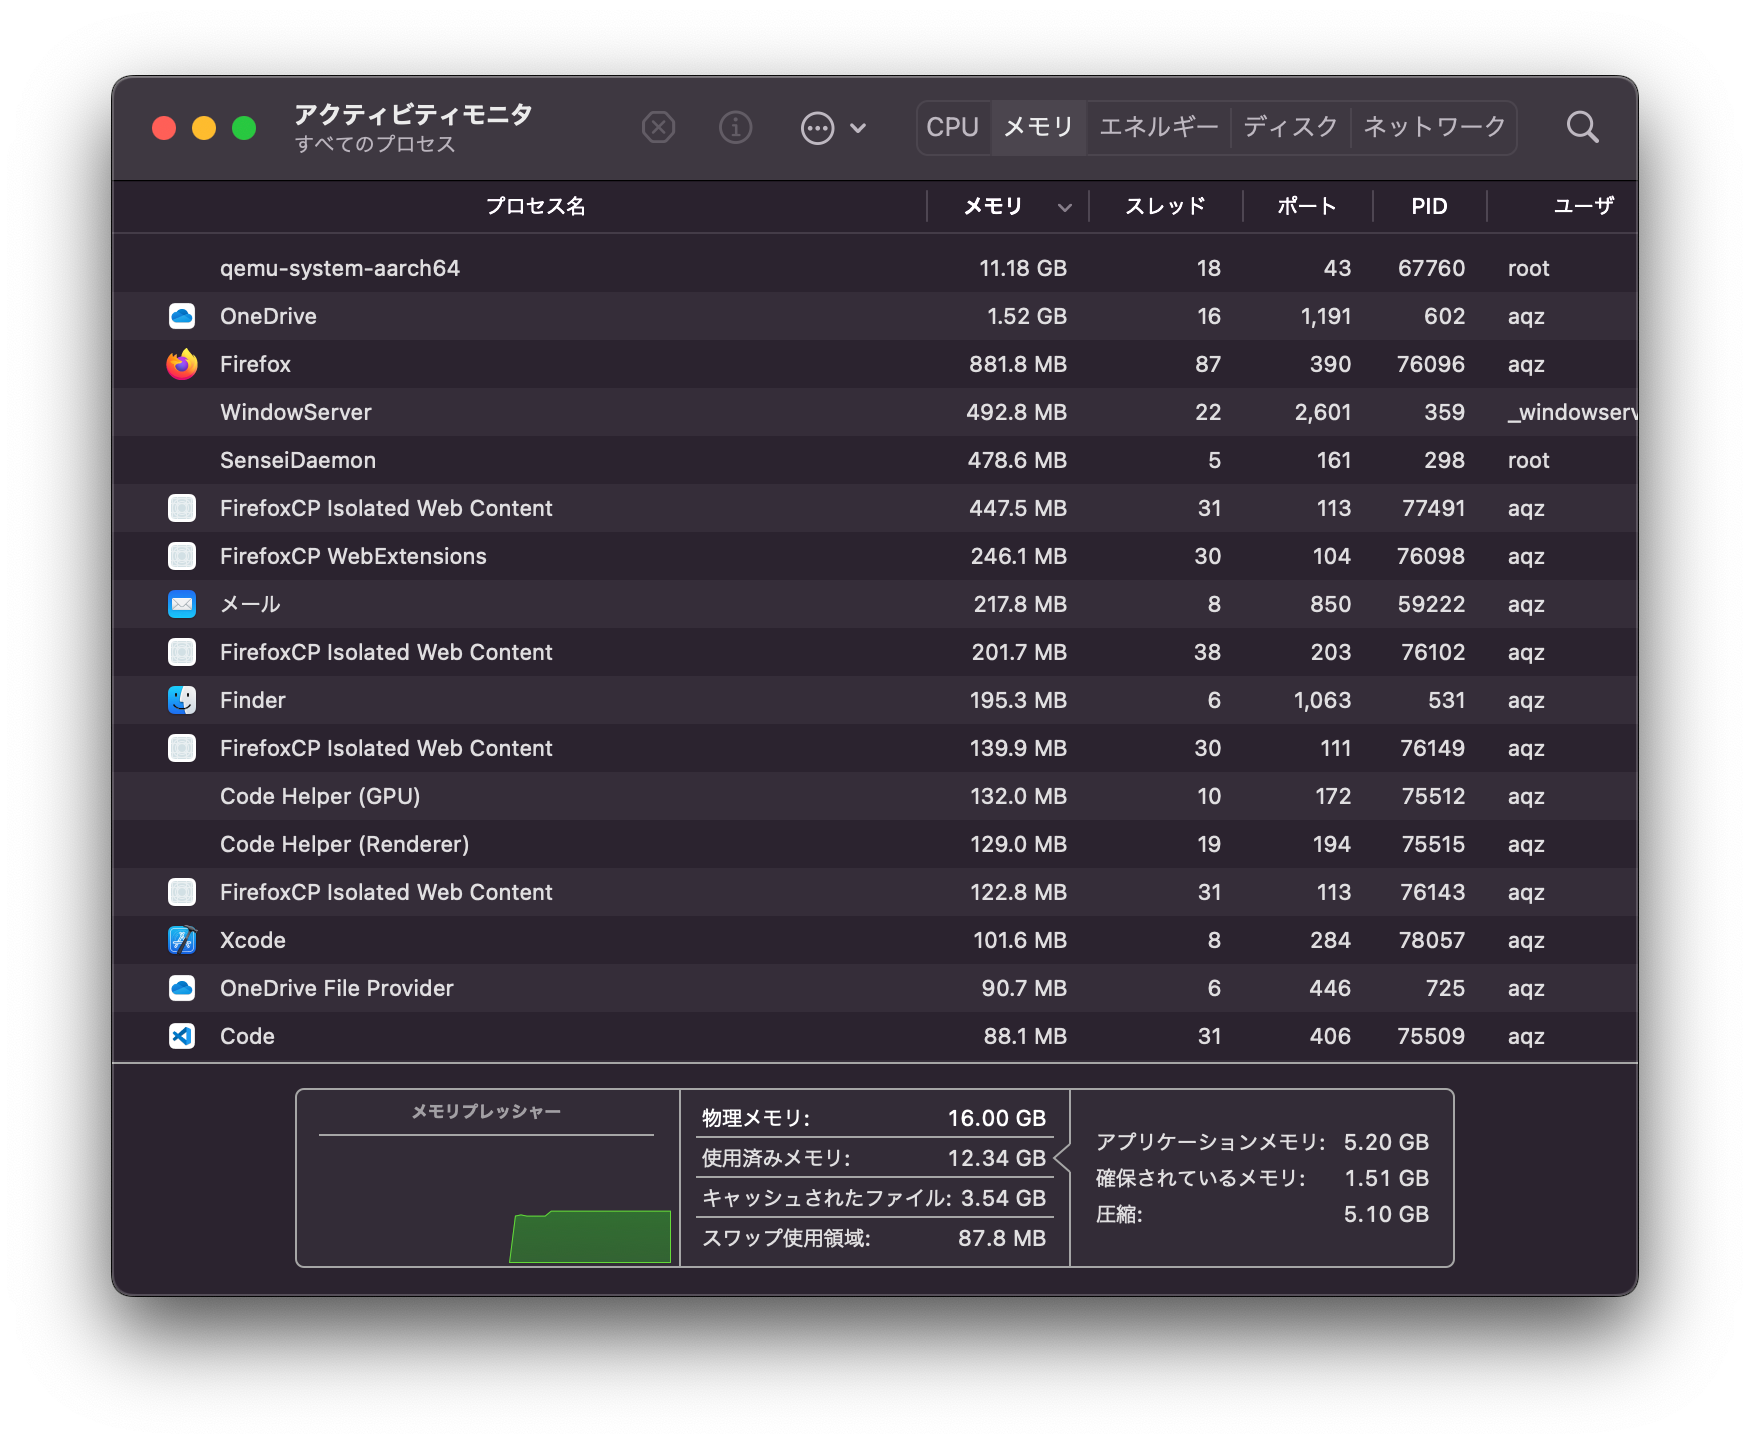 アクティビティモニタ
すべてのプロセス
CPU メモリ エネルギー ディスク ネットワーク
プロセス名 メモリ スレッド ポート PID ユーザ
qemu-system-aarch64 11.18 GB 18 43 67760 root
OneDrive 1.52 GB 16 1,191 602 aqz
Firefox 881.8 MB 87 390 76096 aqz
WindowServer 492.8 MB 22 2,601 359 _windowserv
SenseiDaemon 478.6 MB 5 161 298 root
FirefoxCP Isolated Web Content 447.5 MB 31 113 77491 aqz
FirefoxCP WebExtensions 246.1 MB 30 104 76098 aqz
メール 217.8 MB 8 850 59222 aqz
FirefoxCP Isolated Web Content 201.7 MB 38 203 76102 aqz
Finder 195.3 MB 6 1,063 531 aqz
FirefoxCP Isolated Web Content 139.9 MB 30 111 76149 aqz
Code Helper (GPU) 132.0 MB 10 172 75512 aqz
Code Helper (Renderer) 129.0 MB 19 194 75515 aqz
FirefoxCP Isolated Web Content 122.8 MB 31 113 76143 aqz
Xcode 101.6 MB 8 284 78057 aqz
OneDrive File Provider 90.7 MB 6 446 725 aqz
Code 88.1 MB 31 406 75509 aqz
メモリプレッシャー
物理メモリ: 16.00 GB
使用済みメモリ: 12.34 GB
キャッシュされたファイル: 3.54 GB
スワップ使用領域: 87.8 MB
アプリケーションメモリ: 5.20 GB
確保されているメモリ: 1.51 GB
圧縮: 5.10 GB